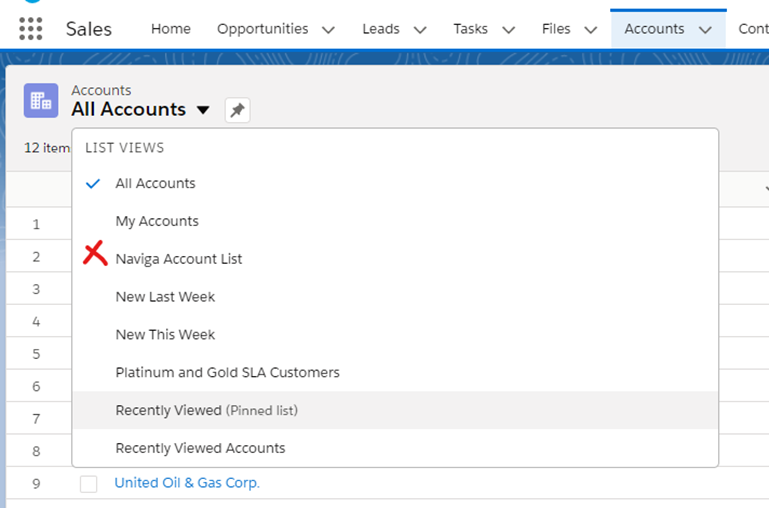 Sales Home Opportunities Leads Tasks Files Accounts Cont
Accounts
All Accounts
12 item
LIST VIEWS
All Accounts
1
My Accounts
2
Naviga Account List
3
New Last Week
4
New This Week
5
Platinum and Gold SLA Customers
6
Recently Viewed (Pinned list)
7
Recently Viewed Accounts
8
9 United Oil & Gas Corp.